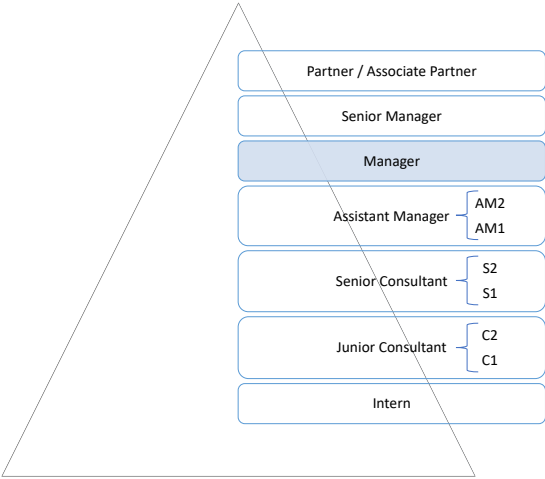 Partner / Associate Partner
Senior Manager
Manager
Assistant Manager
AM2
AM1
Senior Consultant
S2
S1
Junior Consultant
C2
C1
Intern